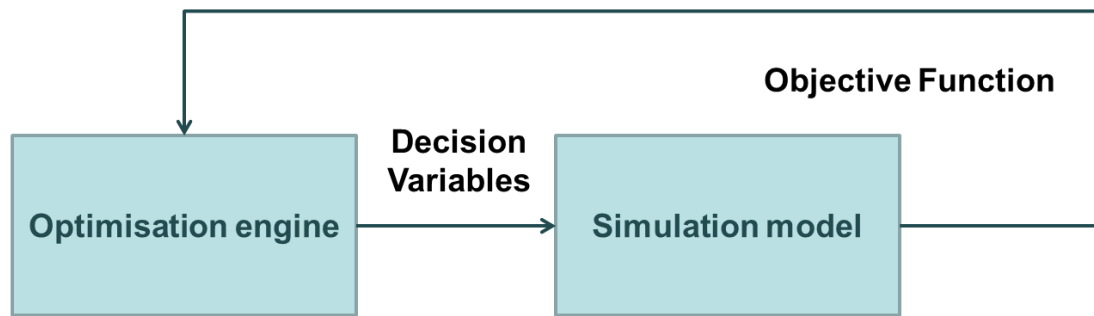 Objective Function
Decision
Variables
Optimisation engine
Simulation model